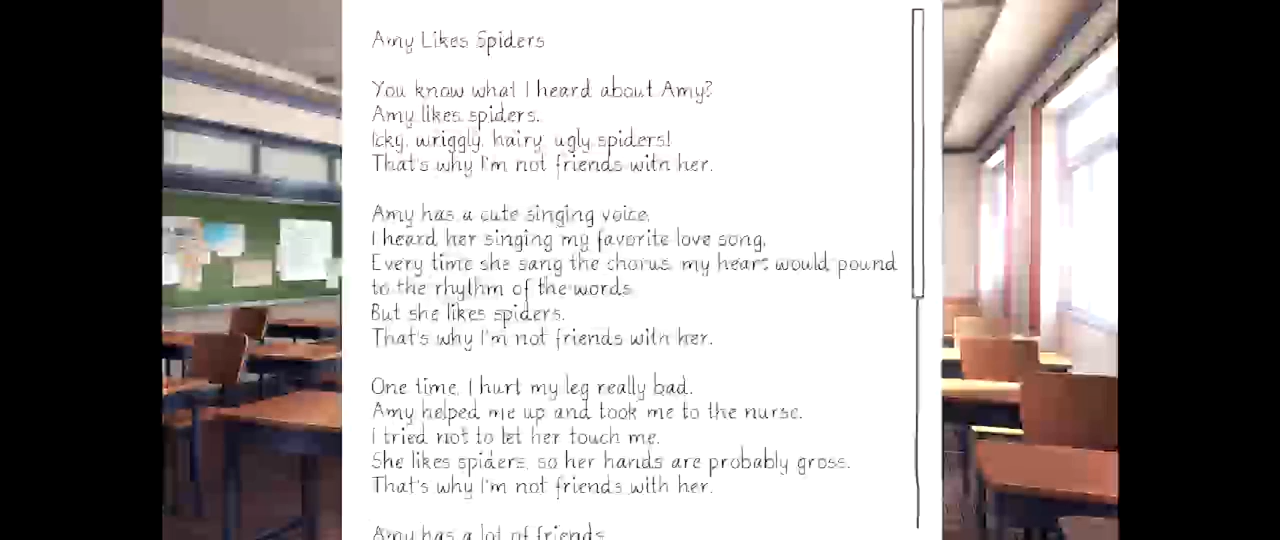 Amy Likes Spiders
You know what I heard about Amy?
Amy likes spiders.
Icky, wriggly, hairy, ugly spiders!
That's why I'm not friends with her.
Amy has a cute singing voice.
I heard her singing my favorite love song.
Every time she sang the chorus, my heart would pound
to the rhythm of the words.
But she likes spiders.
That's why I'm not friends with her.
One time, I hurt my leg really bad.
Amy helped me up and took me to the nurse.
I tried not to let her touch me.
She likes spiders, so her hands are probably gross.
That's why I'm not friends with her.
Amy has a lot of friends